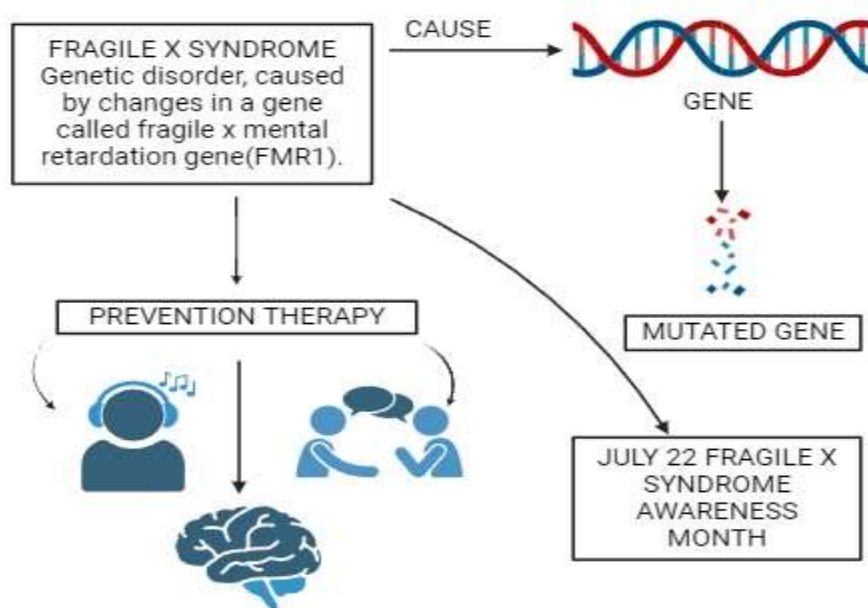 FRAGILE X SYNDROME
Genetic disorder, caused
by changes in a gene
called fragile x mental
retardation gene(FMR1).
CAUSE
GENE
MUTATED GENE
PREVENTION THERAPY
JULY 22 FRAGILE X
SYNDROME
AWARENESS
MONTH